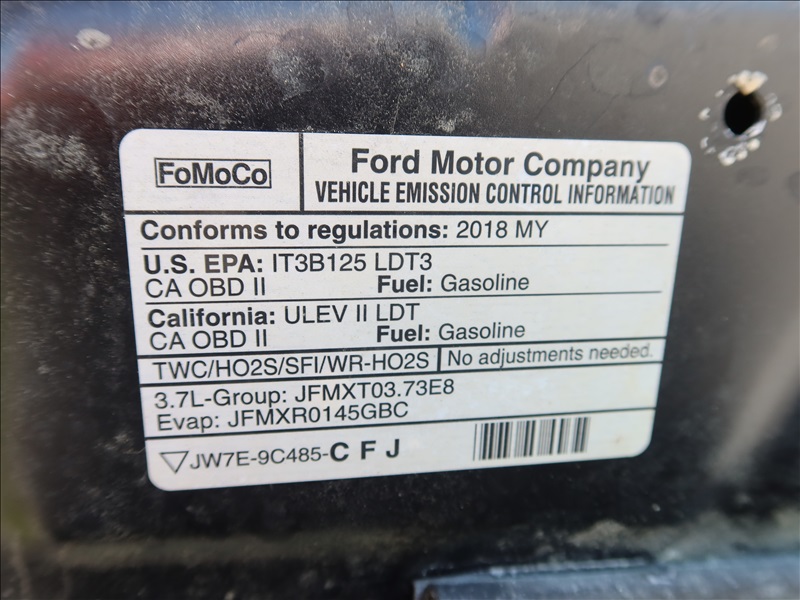 FoMoCo
Ford Motor Company
VEHICLE EMISSION CONTROL INFORMATION
Conforms to regulations: 2018 MY
U.S. EPA: IT3B125 LDT3
CA OBD II Fuel: Gasoline
California: ULEV II LDT
CA OBD II Fuel: Gasoline
TWC/HO2S/SFI/WR-HO2S No adjustments needed.
3.7L-Group: JFMXT03.73E8
Evap: JFMXR0145GBC
JW7E-9C485-C F J